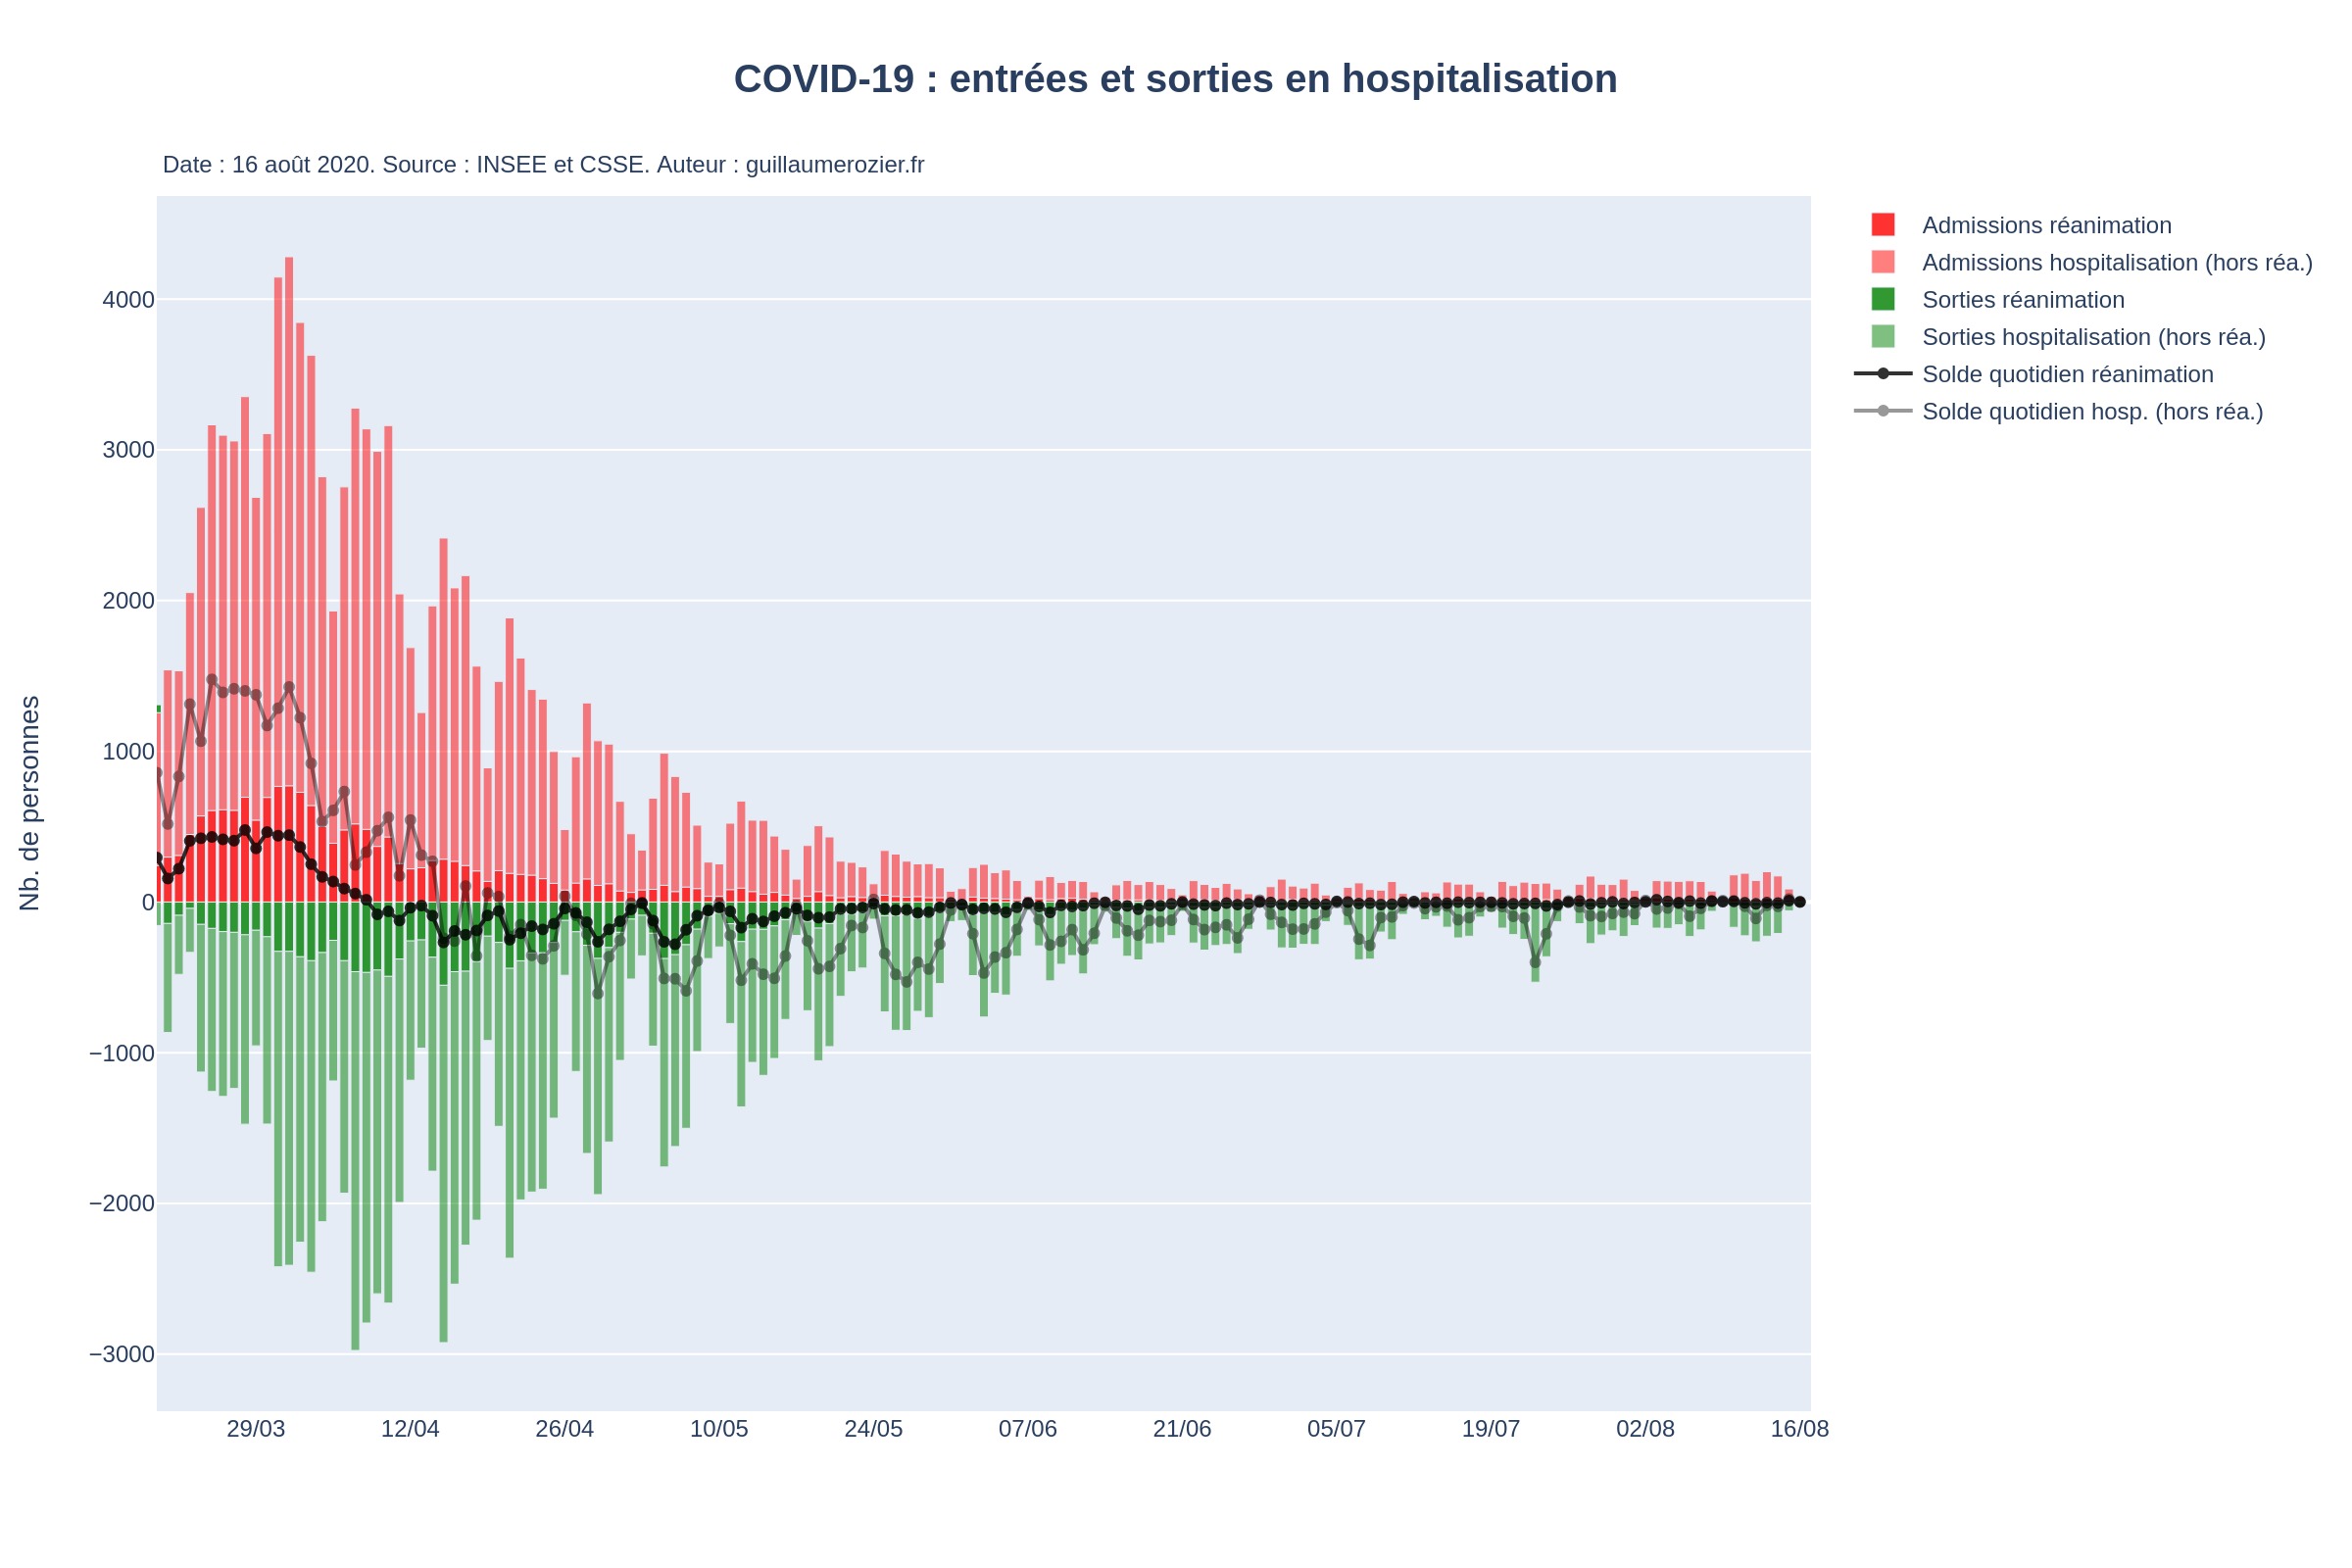 COVID-19 : entrées et sorties en hospitalisation
Date : 16 août 2020. Source : INSEE et CSSE. Auteur : guillaumerozier.fr
Admissions réanimation
Admissions hospitalisation (hors réa.)
Sorties réanimation
Sorties hospitalisation (hors réa.)
Solde quotidien réanimation
Solde quotidien hosp. (hors réa.)
Nb. de personnes
4000
3000
2000
1000
0
−1000
−2000
−3000
29/03 12/04 26/04 10/05 24/05 07/06 21/06 05/07 19/07 02/08 16/08